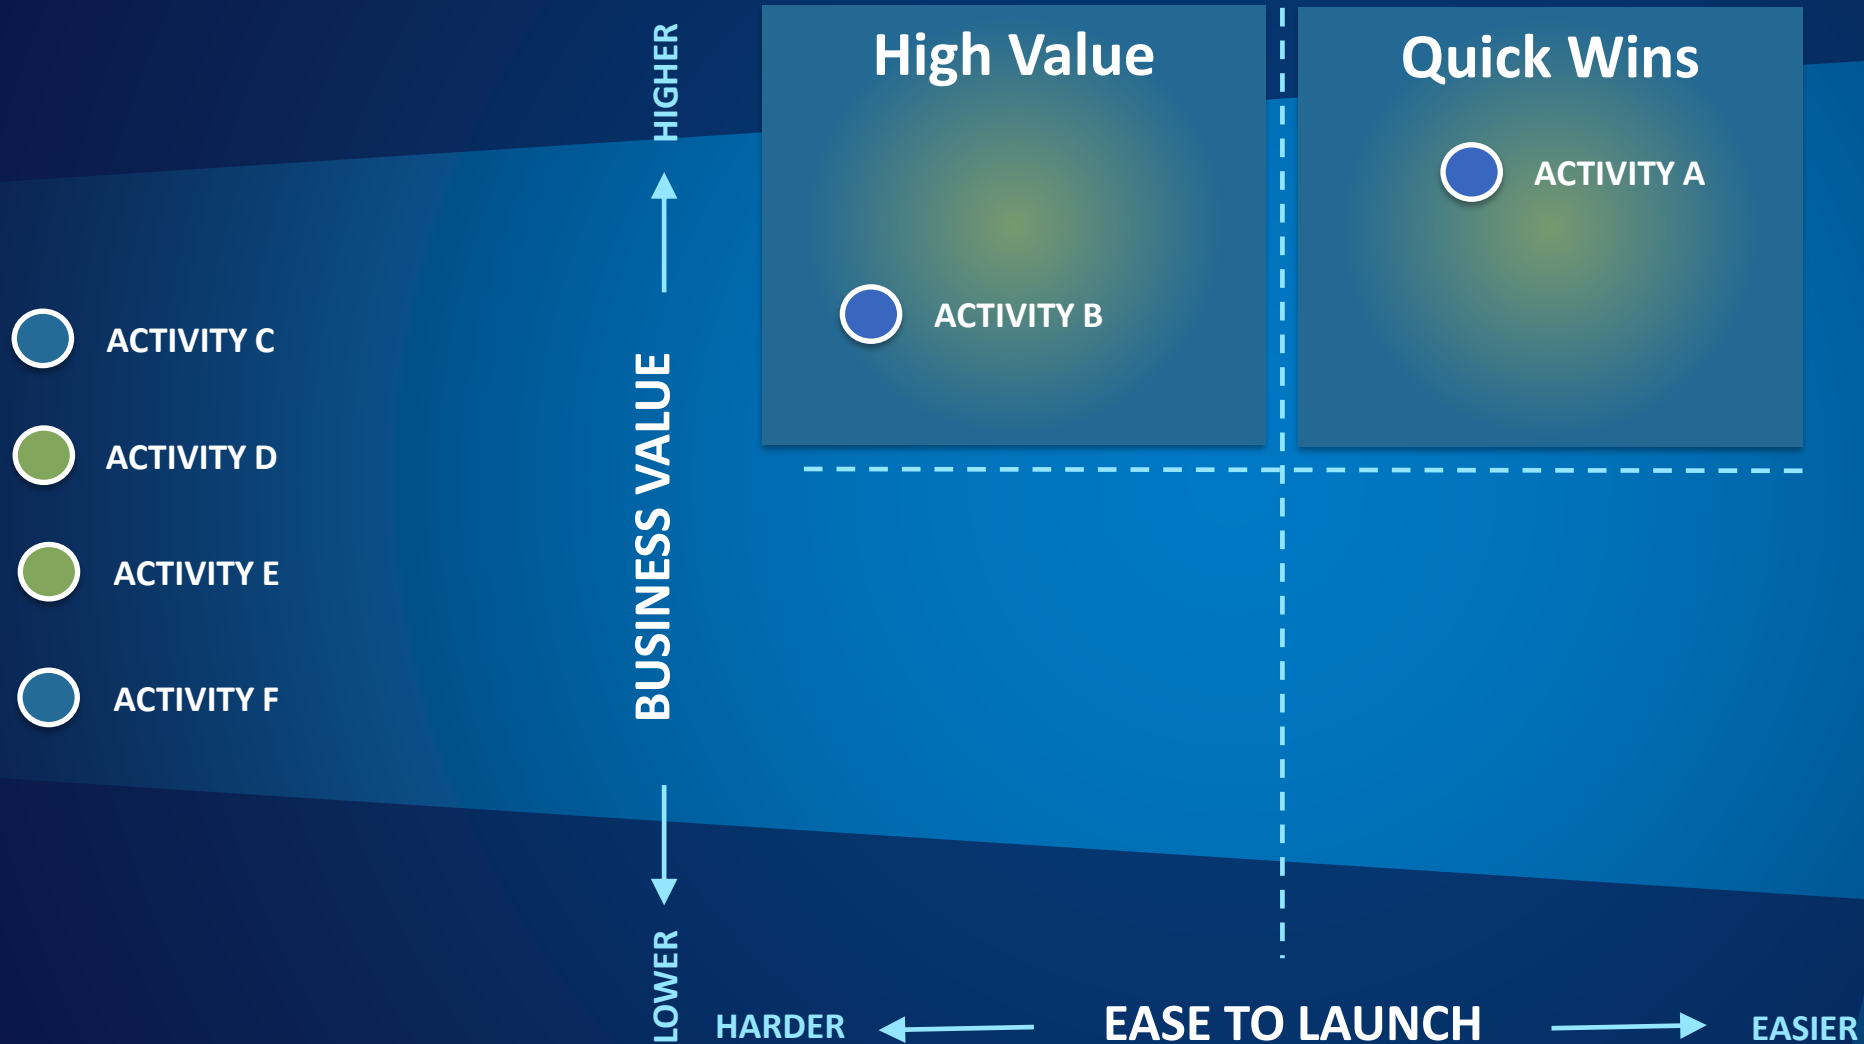 High Value
Quick Wins
HIGHER
ACTIVITY A
ACTIVITY B
ACTIVITY C
ACTIVITY D
ACTIVITY E
ACTIVITY F
BUSINESS VALUE
LOWER
HARDER
EASE TO LAUNCH
EASIER